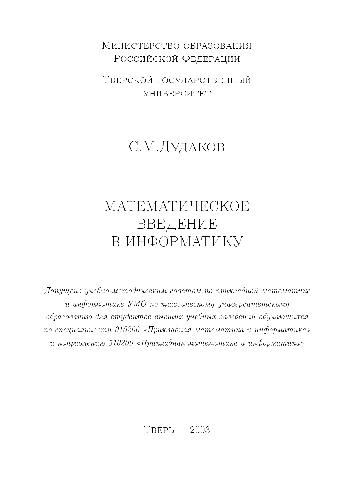 Министерство образования
Российской Федерации
Тверской государственный
университет
С.М.Дудаков
МАТЕМАТИЧЕСКОЕ
ВВЕДЕНИЕ
В ИНФОРМАТИКУ
Допущено учебно-методическим советом по прикладной математике
и информатике УМО по классическому университетскому
образованию для студентов высших учебных заведений обучающихся
по специальности 010200 «Прикладная математика и информатика»
и направлению 510200 «Прикладная математика и информатика»
Тверь 2003